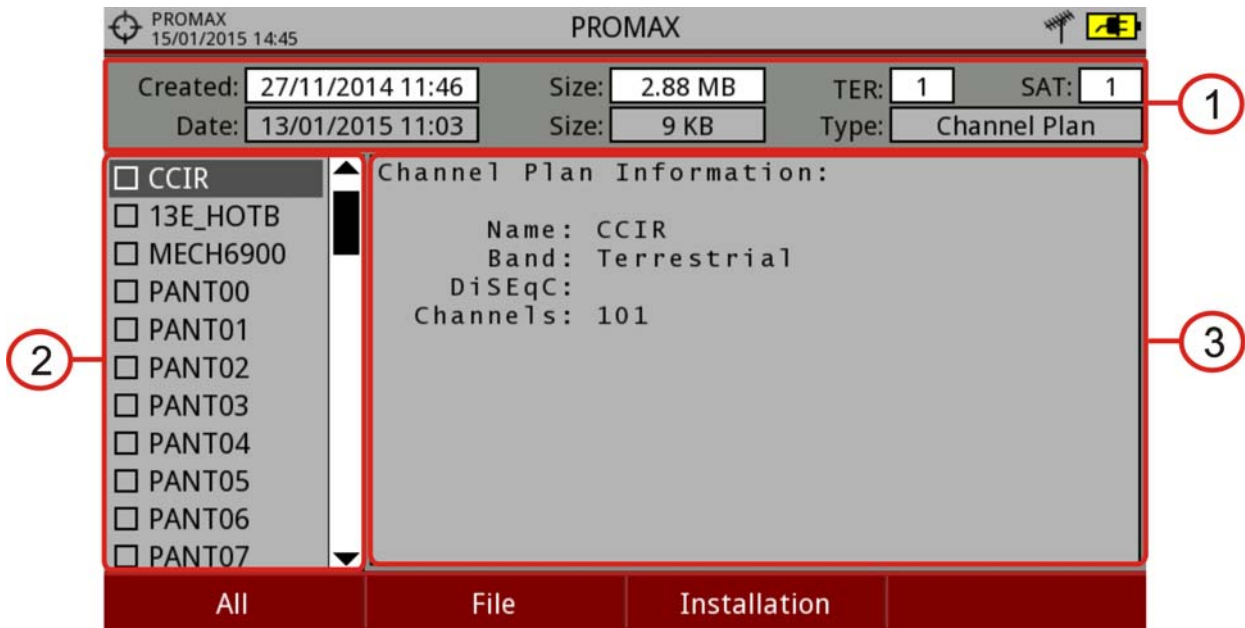 PROMAX
15/01/2015 14:45
PROMAX
Created: 27/11/2014 11:46 Size: 2.88 MB TER: 1 SAT: 1
Date: 13/01/2015 11:03 Size: 9 KB Type: Channel Plan
1
CCIR
13E_HOTB
MECH6900
PANT00
PANT01
PANT02
PANT03
PANT04
PANT05
PANT06
PANT07
2
Channel Plan Information:
Name: CCIR
Band: Terrestrial
DiSEqC:
Channels: 101
3
All File Installation